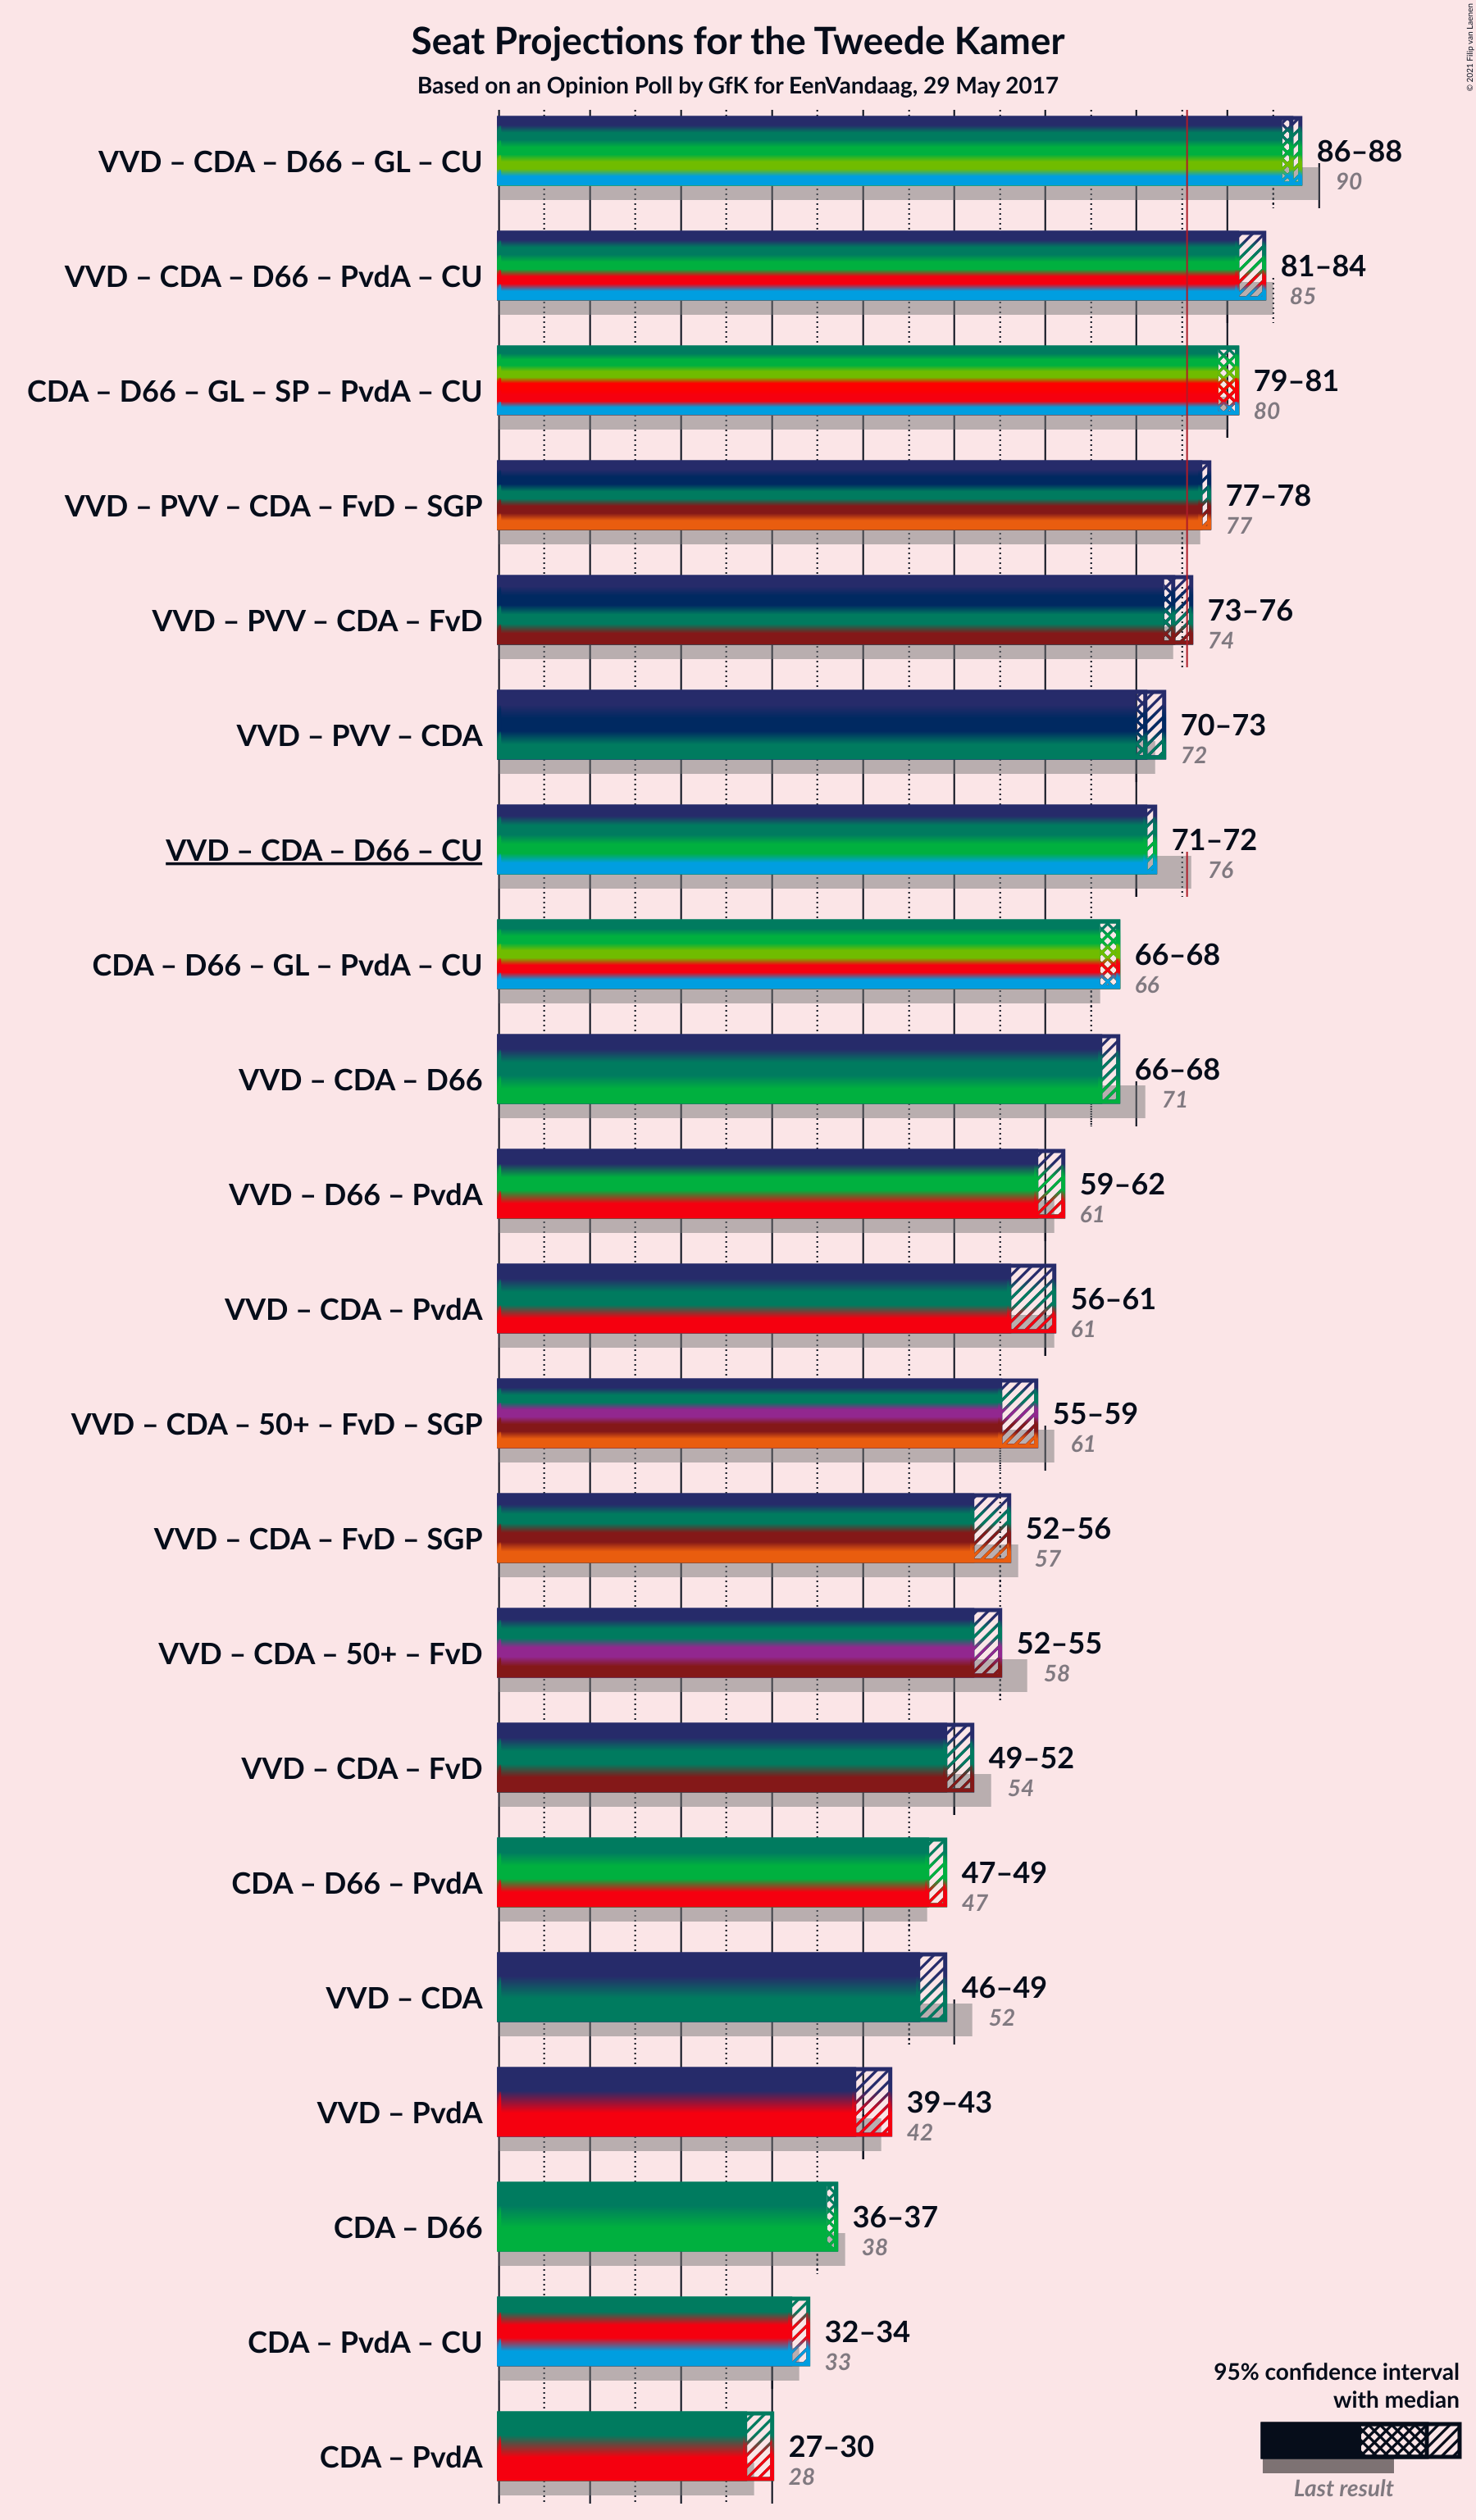 Seat Projections for the Tweede Kamer
Based on an Opinion Poll by GfK for EenVandaag, 29 May 2017
© 2021 Filip van Laenen
VVD – CDA – D66 – GL – CU
86–88
90
VVD – CDA – D66 – PvdA – CU
81–84
85
CDA – D66 – GL – SP – PvdA – CU
79–81
80
VVD – PVV – CDA – FvD – SGP
77–78
77
VVD – PVV – CDA – FvD
73–76
74
VVD – PVV – CDA
70–73
72
VVD – CDA – D66 – CU
71–72
76
CDA – D66 – GL – PvdA – CU
66–68
66
VVD – CDA – D66
66–68
71
VVD – D66 – PvdA
59–62
61
VVD – CDA – PvdA
56–61
61
VVD – CDA – 50+ – FvD – SGP
55–59
61
VVD – CDA – FvD – SGP
52–56
57
VVD – CDA – 50+ – FvD
52–55
58
VVD – CDA – FvD
49–52
54
CDA – D66 – PvdA
47–49
47
VVD – CDA
46–49
52
VVD – PvdA
39–43
42
CDA – D66
36–37
38
CDA – PvdA – CU
32–34
33
CDA – PvdA
27–30
28
95% confidence interval
with median
Last result